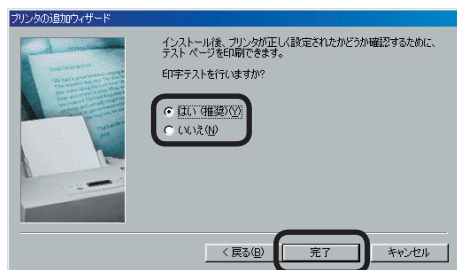 プリンタの追加ウィザード
インストール後、プリンタが正しく設定されたかどうか確認するために、
テスト ページを印刷できます。
印字テストを行いますか?
はい (推奨)(Y)
いいえ(N)
< 戻る(B)
完了
キャンセル